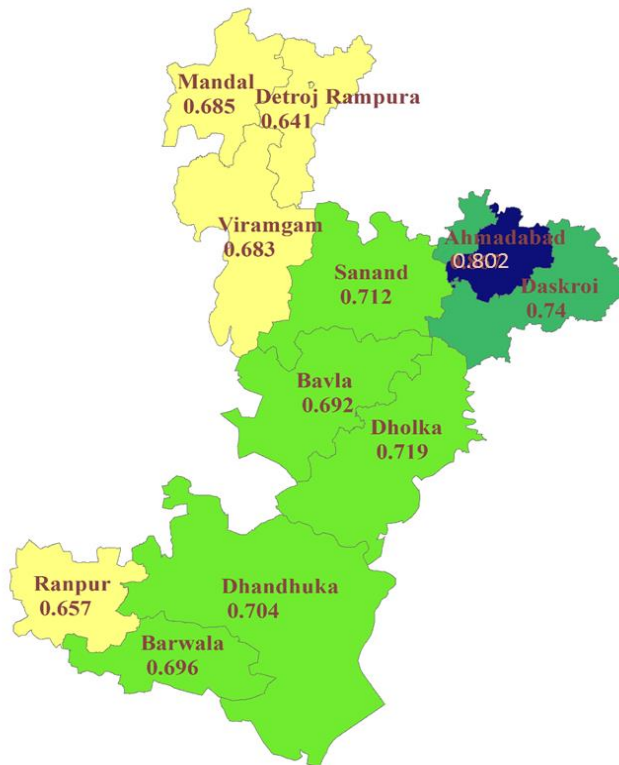 Mandal
0.685
Detroj Rampura
0.641
Viramgam
0.683
Ahmadabad
0.802
Sanand
0.712
Daskroi
0.74
Bavla
0.692
Dholka
0.719
Ranpur
0.657
Dhandhuka
0.704
Barwala
0.696